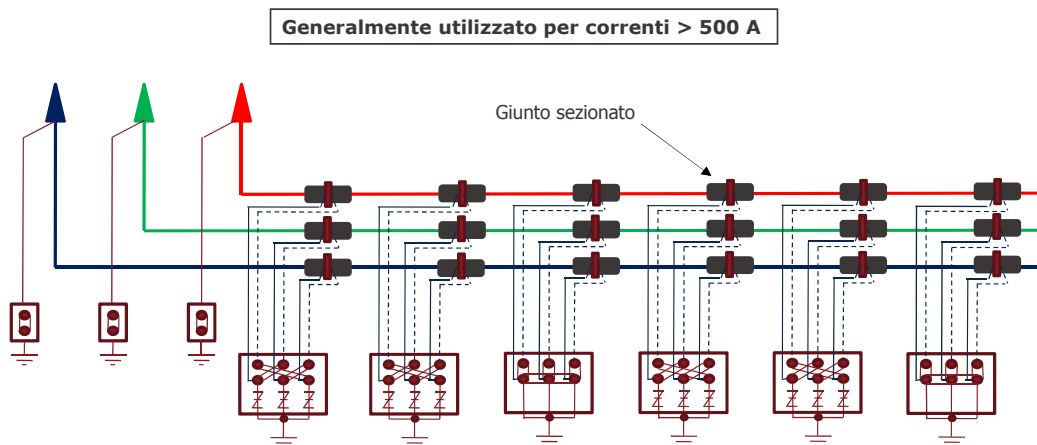 Generalmente utilizzato per correnti > 500 A
Giunto sezionato